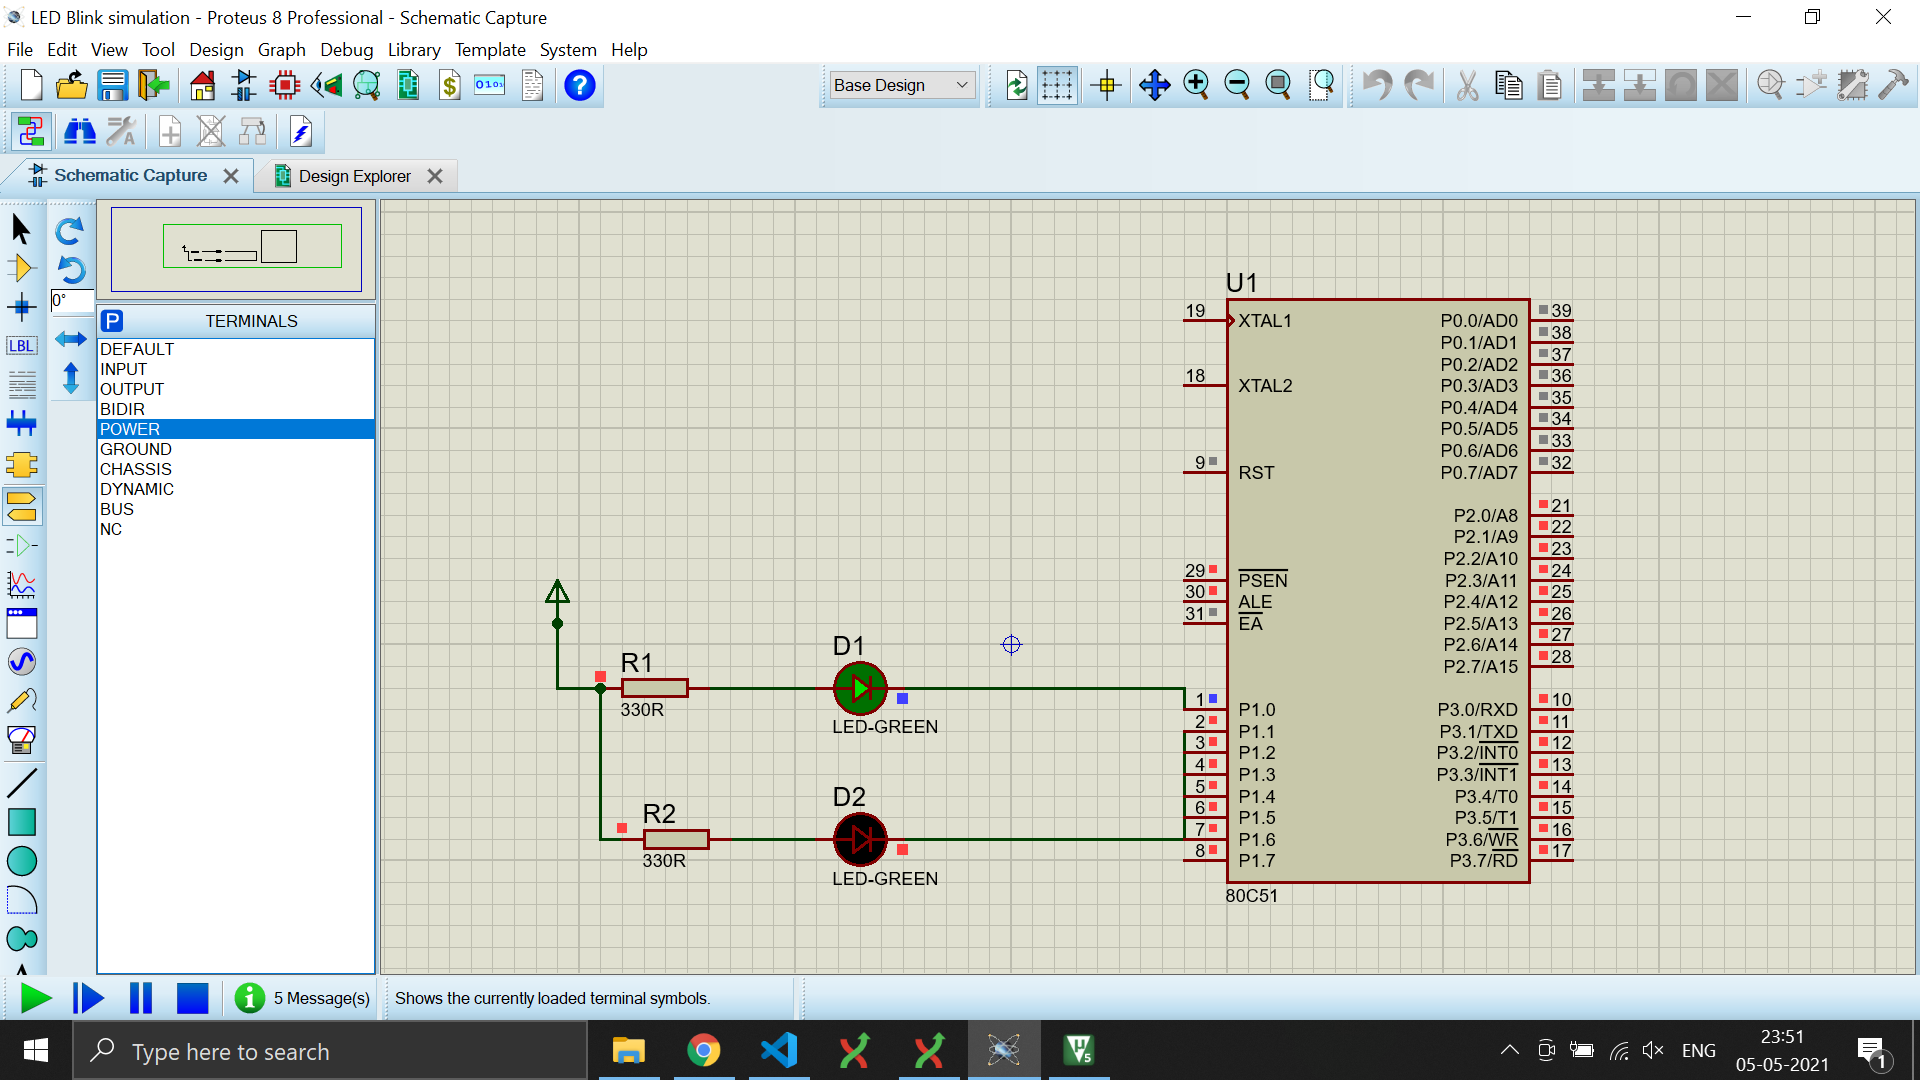 LED Blink simulation - Proteus 8 Professional - Schematic Capture
File Edit View Tool Design Graph Debug Library Template System Help
$ 0101 ? Base Design
Schematic Capture Design Explorer
0°
LBL
P TERMINALS
DEFAULT
INPUT
OUTPUT
BIDIR
POWER
GROUND
CHASSIS
DYNAMIC
BUS
NC
A
R1
330R
R2
330R
D1
LED-GREEN
D2
LED-GREEN
U1
19 XTAL1 P0.0/AD0 39
P0.1/AD1 38
P0.2/AD2 37
18 XTAL2 P0.3/AD3 36
P0.4/AD4 35
P0.5/AD5 34
P0.6/AD6 33
9 RST P0.7/AD7 32
P2.0/A8 21
P2.1/A9 22
P2.2/A10 23
29 PSEN P2.3/A11 24
30 ALE P2.4/A12 25
31 EA P2.5/A13 26
P2.6/A14 27
P2.7/A15 28
1 P1.0 P3.0/RXD 10
2 P1.1 P3.1/TXD 11
3 P1.2 P3.2/INT0 12
4 P1.3 P3.3/INT1 13
5 P1.4 P3.4/T0 14
6 P1.5 P3.5/T1 15
7 P1.6 P3.6/WR 16
8 P1.7 P3.7/RD 17
80C51
5 Message(s) Shows the currently loaded terminal symbols.
Type here to search
ENG
23:51
05-05-2021
1